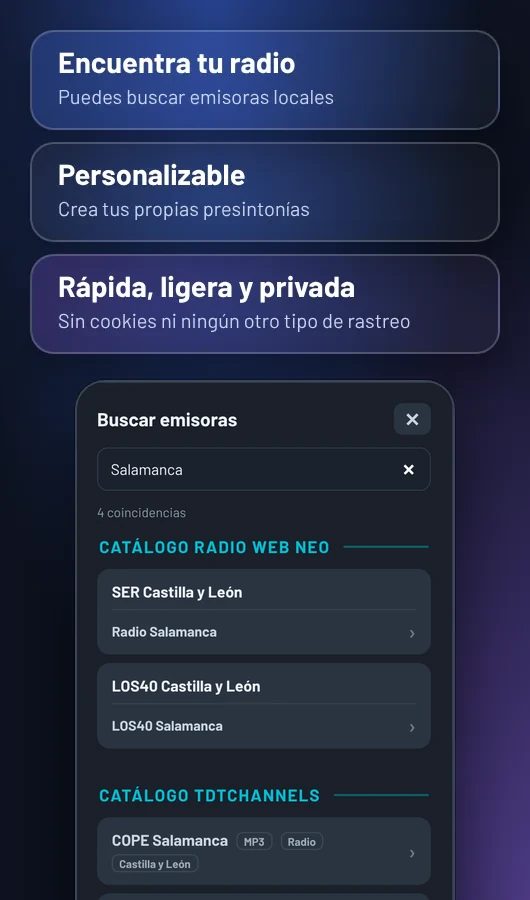 Encuentra tu radio
Puedes buscar emisoras locales
Personalizable
Crea tus propias presintonías
Rápida, ligera y privada
Sin cookies ni ningún otro tipo de rastreo
Buscar emisoras
Salamanca
4 coincidencias
CATÁLOGO RADIO WEB NEO
SER Castilla y León
Radio Salamanca
LOS40 Castilla y León
LOS40 Salamanca
CATÁLOGO TDTCHANNELS
COPE Salamanca MP3 Radio
Castilla y León